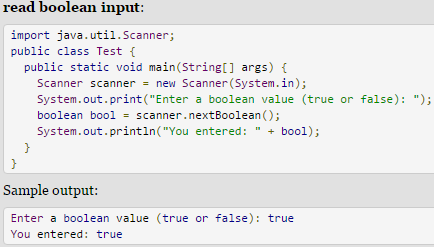 read boolean input:
import java.util.Scanner;
public class Test {
  public static void main(String[] args) {
    Scanner scanner = new Scanner(System.in);
    System.out.print("Enter a boolean value (true or false): ");
    boolean bool = scanner.nextBoolean();
    System.out.println("You entered: " + bool);
  }
}
Sample output:
Enter a boolean value (true or false): true
You entered: true